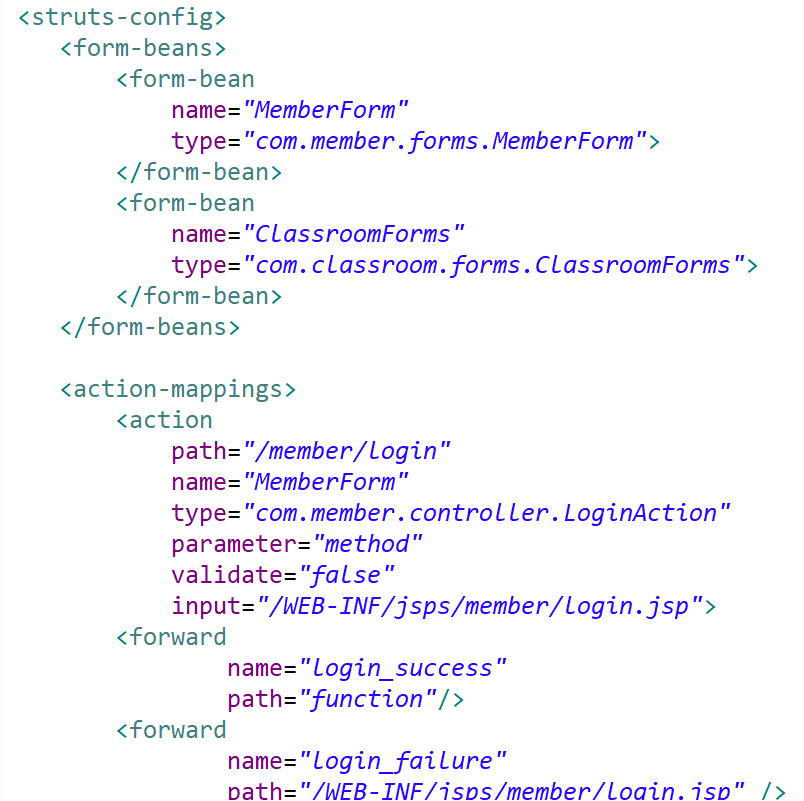 <struts-config>
<form-beans>
<form-bean
name="MemberForm"
type="com.member.forms.MemberForm">
</form-bean>
<form-bean
name="ClassroomForms"
type="com.classroom.forms.ClassroomForms">
</form-bean>
</form-beans>
<action-mappings>
<action
path="/member/login"
name="MemberForm"
type="com.member.controller.LoginAction"
parameter="method"
validate="false"
input="/WEB-INF/jsps/member/login.jsp">
<forward
name="login_success"
path="function"/>
<forward
name="login_failure"
path="/WEB-INF/jsps/member/login.jsp" />